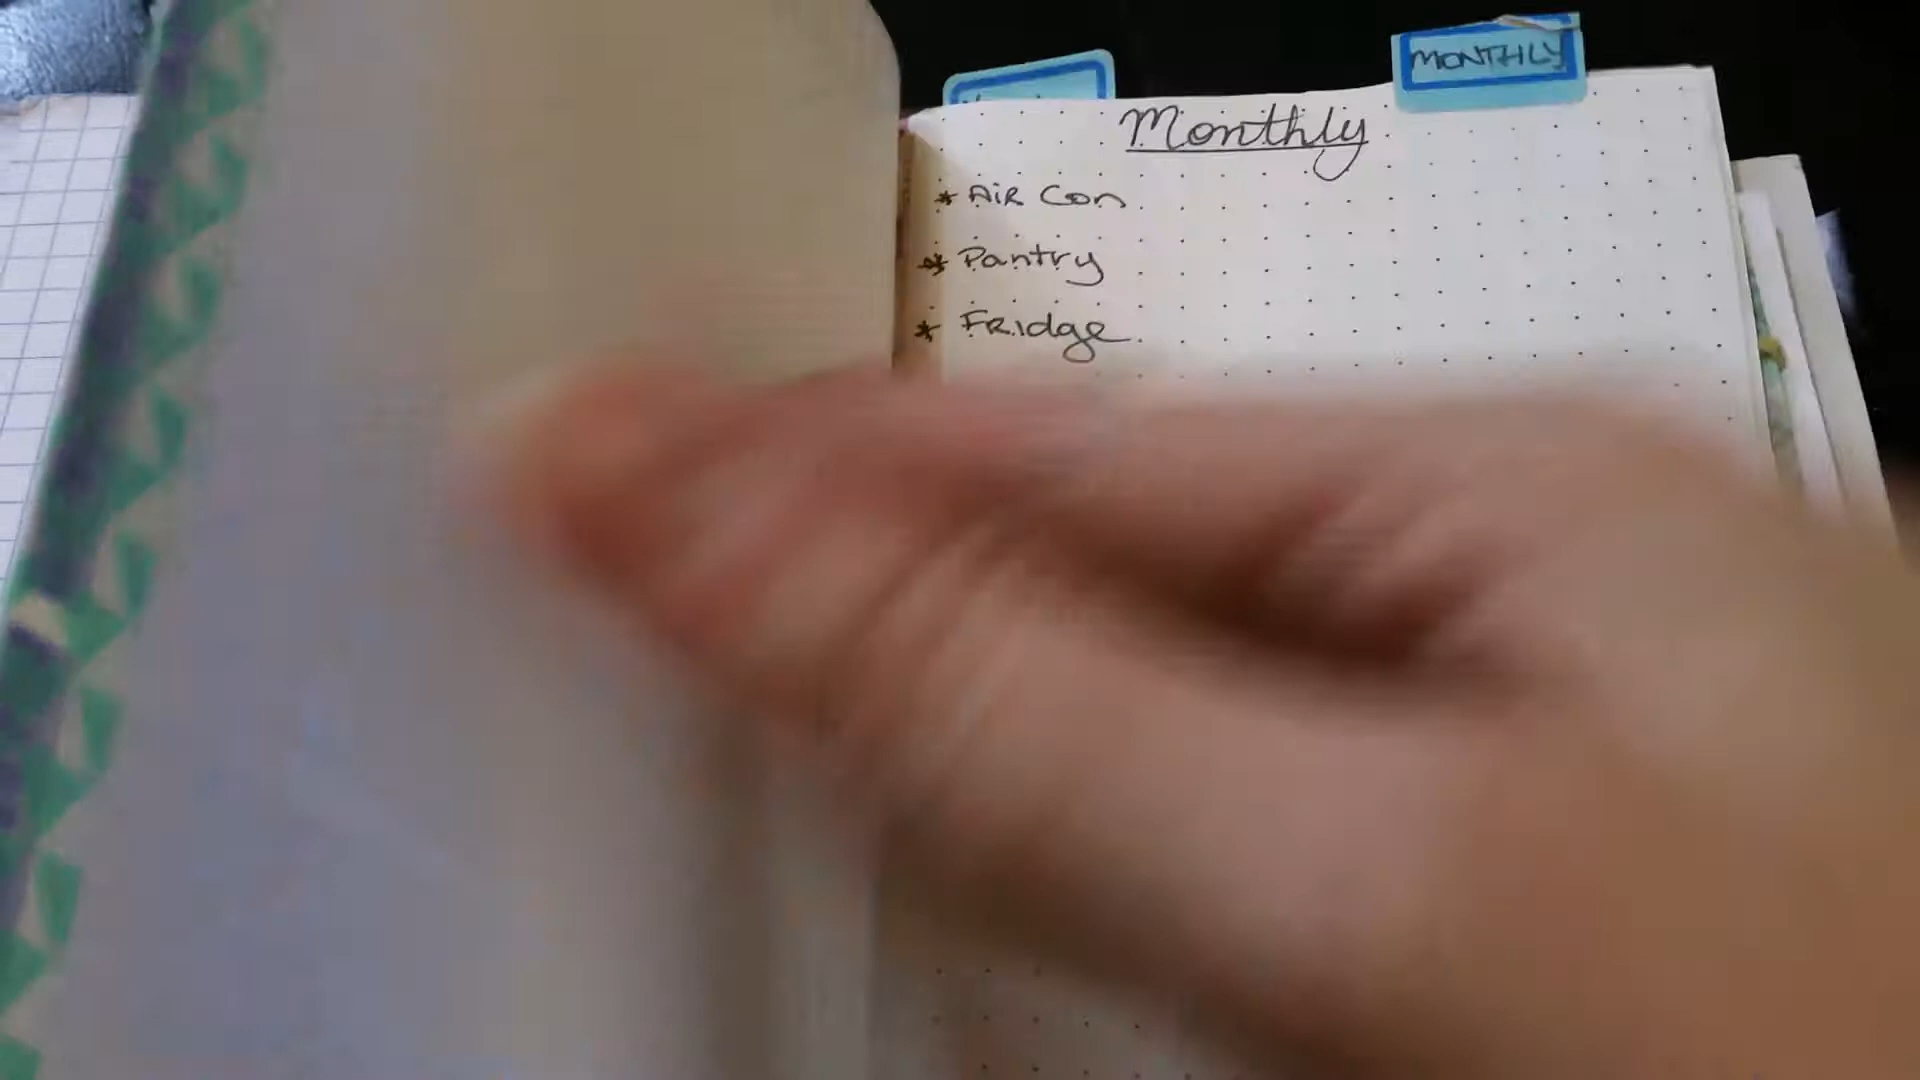 MONTHLY
Monthly
* AiR Con
* Pantry
* FRidge